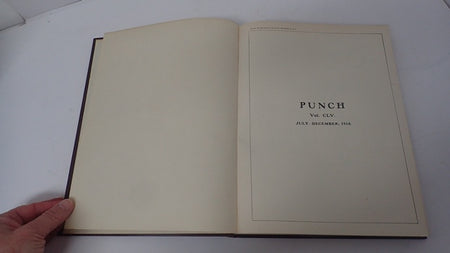 PUNCH
Vol. CLV.
JULY–DECEMBER, 1918.